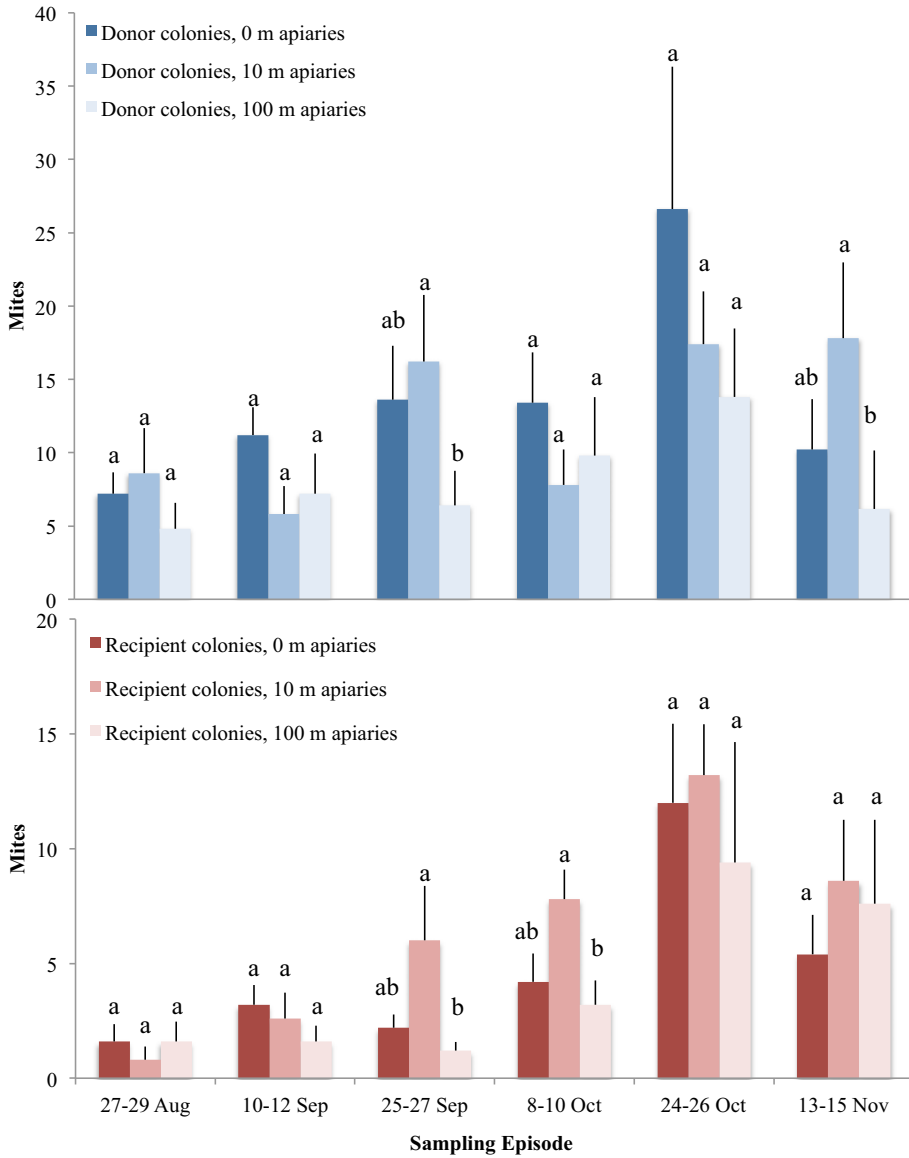 40
35
30
25
20
15
10
5
0
Mites
Donor colonies, 0 m apiaries
Donor colonies, 10 m apiaries
Donor colonies, 100 m apiaries
a a a
a a a
ab a b
a a a
a a a
ab a b
20
15
10
5
0
Mites
Recipient colonies, 0 m apiaries
Recipient colonies, 10 m apiaries
Recipient colonies, 100 m apiaries
a a a
a a a
ab a b
ab a b
a a a
a a a
27-29 Aug 10-12 Sep 25-27 Sep 8-10 Oct 24-26 Oct 13-15 Nov
Sampling Episode